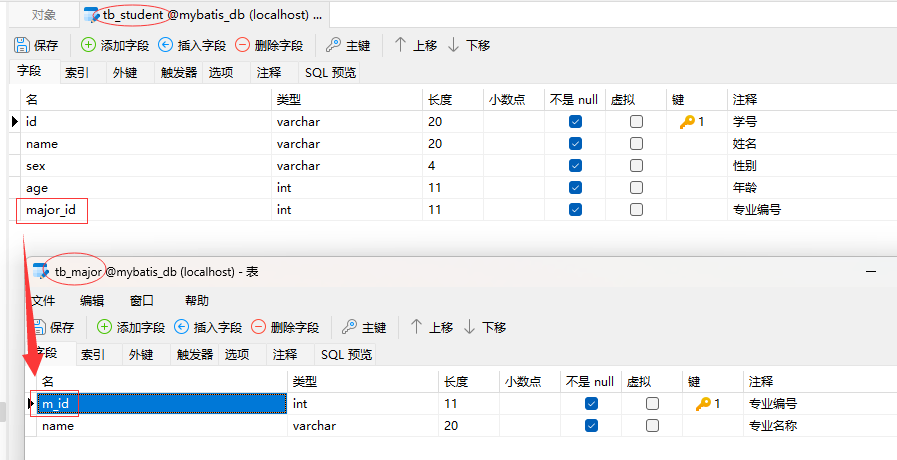 对象 tb_student @mybatis_db (localhost) ...
保存 添加字段 插入字段 删除字段 主键 上移 下移
字段 索引 外键 触发器 选项 注释 SQL 预览
名 类型 长度 小数点 不是 null 虚拟 键 注释
id varchar 20 1 学号
name varchar 20 姓名
sex varchar 4 性别
age int 11 年龄
major_id int 11 专业编号
tb_major @mybatis_db (localhost) - 表
文件 编辑 窗口 帮助
保存 添加字段 插入字段 删除字段 主键 上移 下移
字段 索引 外键 触发器 选项 注释 SQL 预览
名 类型 长度 小数点 不是 null 虚拟 键 注释
m_id int 11 1 专业编号
name varchar 20 专业名称